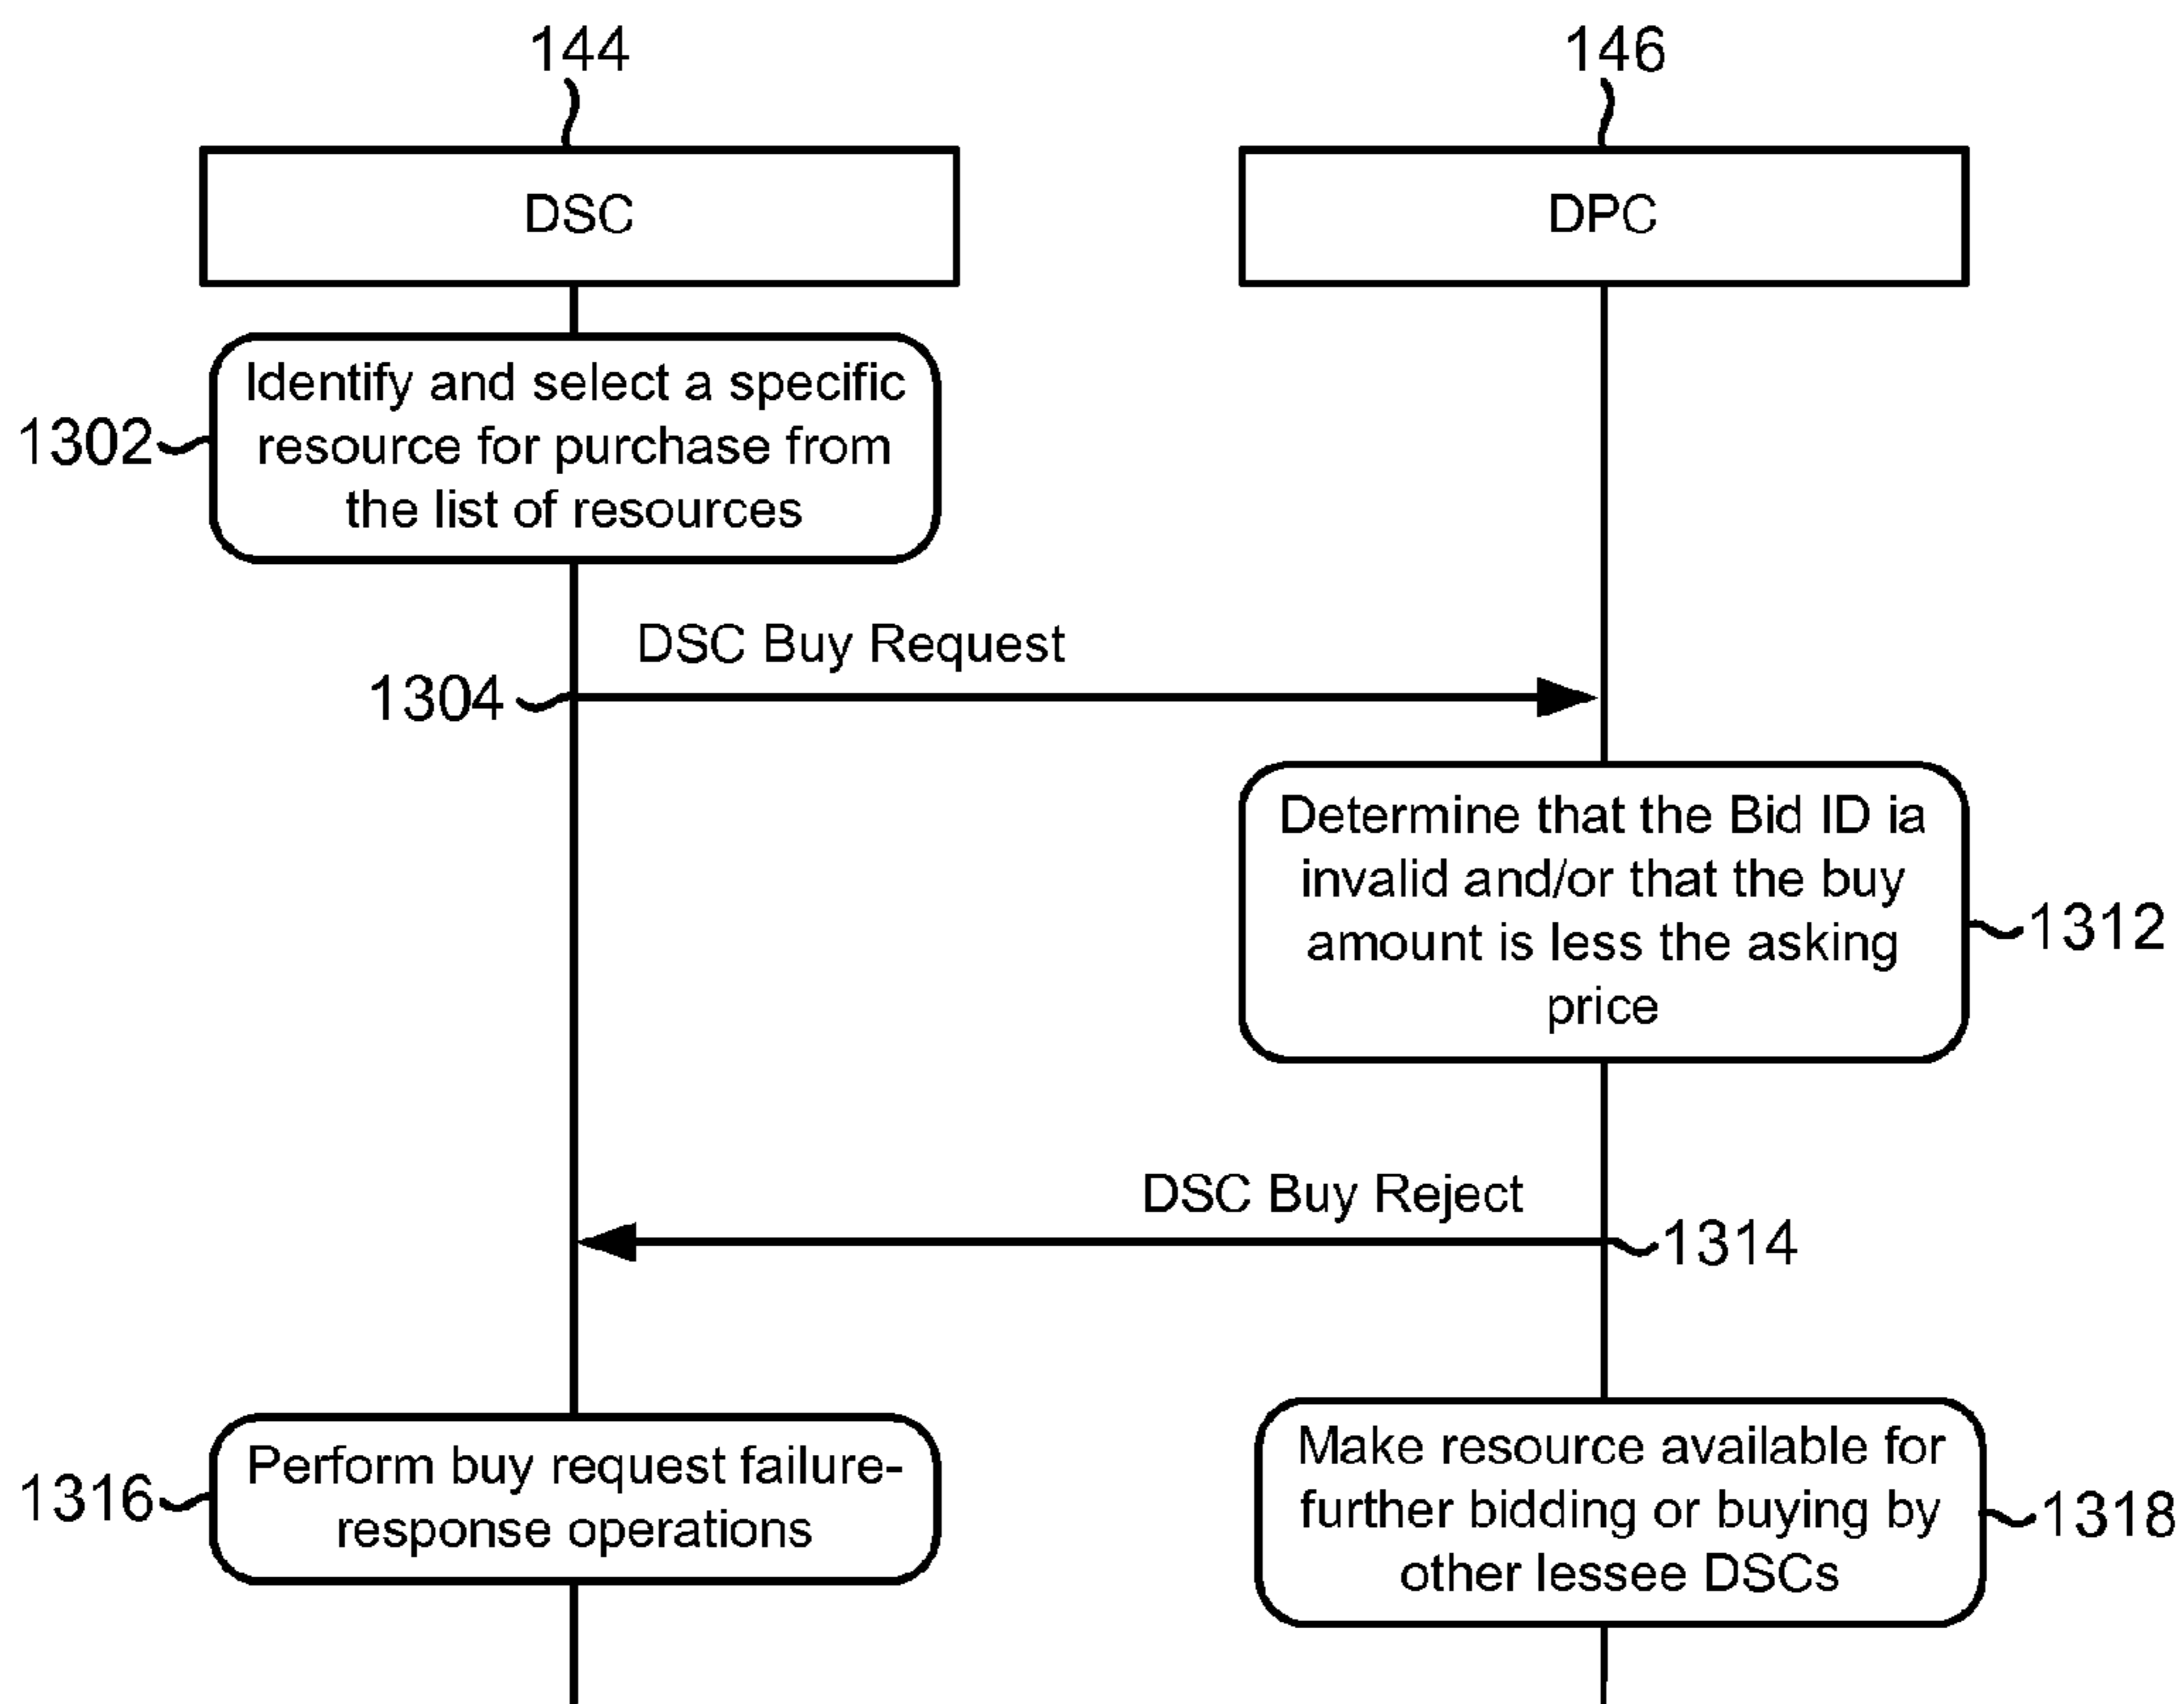 144
146
DSC
DPC
Identify and select a specific
resource for purchase from
the list of resources
1302
DSC Buy Request
1304
Determine that the Bid ID ia
invalid and/or that the buy
amount is less the asking
price
1312
DSC Buy Reject
1314
Perform buy request failure-
response operations
1316
Make resource available for
further bidding or buying by
other lessee DSCs
1318